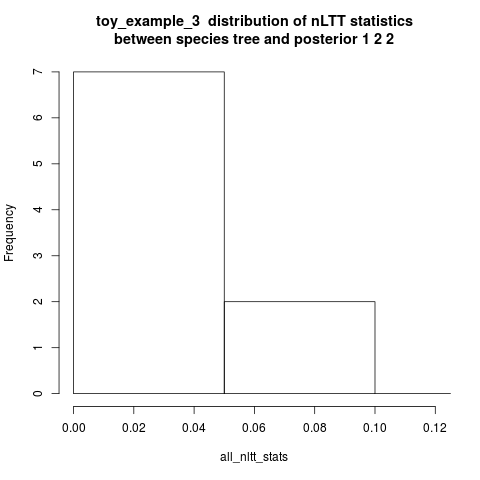 toy_example_3  distribution of nLTT statistics
between species tree and posterior 1 2 2
7
6
5
4
3
2
1
0
Frequency
0.00 0.02 0.04 0.06 0.08 0.10 0.12
all_nltt_stats